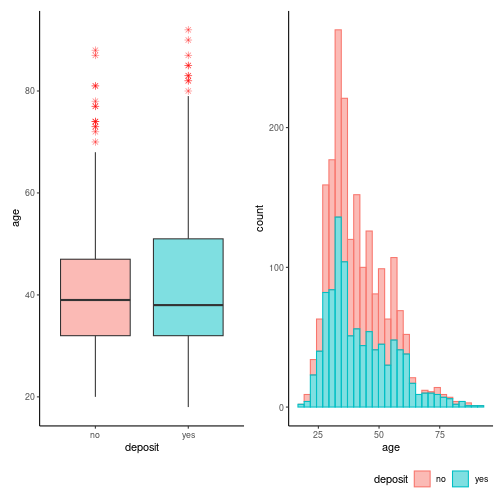 age
80
60
40
20
no
yes
deposit
count
200
100
0
25
50
75
age
deposit no yes